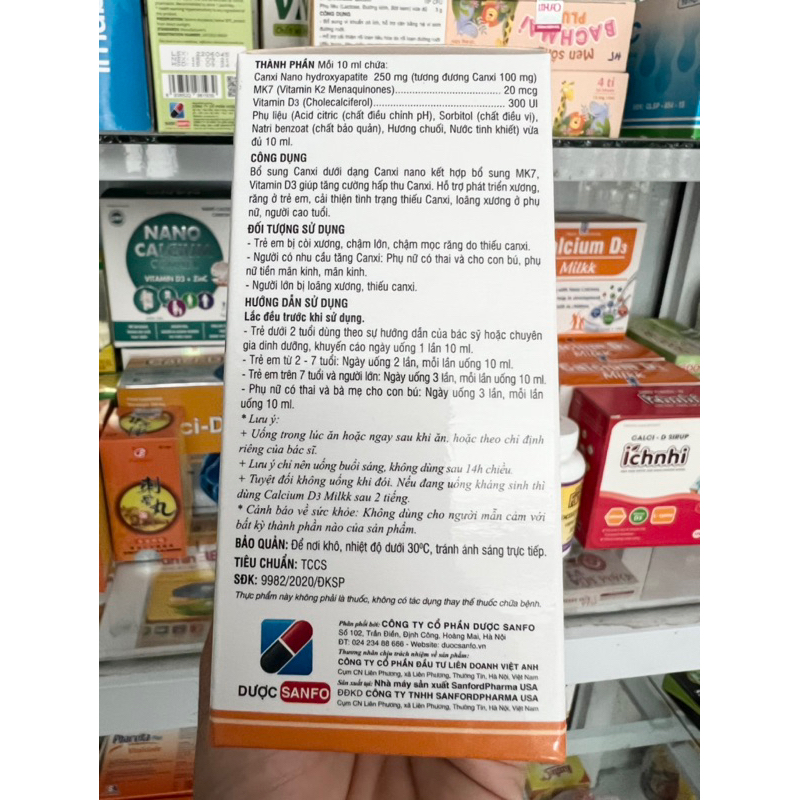 THÀNH PHẦN Mỗi 10 ml chứa:
Canxi Nano hydroxyapatite 250 mg (tương đương Canxi 100 mg)
MK7 (Vitamin K2 Menaquinones)........................................ 20 mcg
Vitamin D3 (Cholecalciferol)............................................. 300 UI
Phụ liệu (Acid citric (chất điều chỉnh pH), Sorbitol (chất điều vị),
Natri benzoat (chất bảo quản), Hương chuối, Nước tinh khiết) vừa
đủ 10 ml.
CÔNG DỤNG
Bổ sung Canxi dưới dạng Canxi nano kết hợp bổ sung MK7,
Vitamin D3 giúp tăng cường hấp thu Canxi. Hỗ trợ phát triển xương,
răng ở trẻ em, cải thiện tình trạng thiếu Canxi, loãng xương ở phụ
nữ, người cao tuổi.
ĐỐI TƯỢNG SỬ DỤNG
- Trẻ em bị còi xương, chậm lớn, chậm mọc răng do thiếu canxi.
- Người có nhu cầu tăng Canxi: Phụ nữ có thai và cho con bú, phụ
nữ tiền mãn kinh, mãn kinh.
- Người lớn bị loãng xương, thiếu canxi.
HƯỚNG DẪN SỬ DỤNG
Lắc đều trước khi sử dụng.
- Trẻ dưới 2 tuổi dùng theo sự hướng dẫn của bác sỹ hoặc chuyên
gia dinh dưỡng, khuyến cáo ngày uống 1 lần 10 ml.
- Trẻ em từ 2 - 7 tuổi: Ngày uống 2 lần, mỗi lần uống 10 ml.
- Trẻ em trên 7 tuổi và người lớn: Ngày uống 3 lần, mỗi lần uống 10 ml.
- Phụ nữ có thai và bà mẹ cho con bú: Ngày uống 3 lần, mỗi lần
uống 10 ml.
* Lưu ý:
+ Uống trong lúc ăn hoặc ngay sau khi ăn, hoặc theo chỉ định
riêng của bác sĩ.
+ Lưu ý chỉ nên uống buổi sáng, không dùng sau 14h chiều.
+ Tuyệt đối không uống khi đói. Nếu đang uống kháng sinh thì
dùng Calcium D3 Milkk sau 2 tiếng.
* Cảnh báo về sức khỏe: Không dùng cho người mẫn cảm với
bất kỳ thành phần nào của sản phẩm.
BẢO QUẢN: Để nơi khô, nhiệt độ dưới 30ºC, tránh ánh sáng trực tiếp.
TIÊU CHUẨN: TCCS
SĐK: 9982/2020/ĐKSP
Thực phẩm này không phải là thuốc, không có tác dụng thay thế thuốc chữa bệnh.
DƯỢC SANFO
Phân phối bởi: CÔNG TY CỔ PHẦN DƯỢC SANFO
Số 102, Trần Điền, Định Công, Hoàng Mai, Hà Nội
ĐT: 024 234 88 666 - Website: duocsanfo.vn
Thương nhân chịu trách nhiệm về sản phẩm:
CÔNG TY CỔ PHẦN ĐẦU TƯ LIÊN DOANH VIỆT ANH
Cụm CN Liên Phương, xã Liên Phương, Thường Tín, Hà Nội, Việt Nam
Sản xuất tại: Nhà máy sản xuất SanfordPharma USA
ĐĐKD CÔNG TY TNHH SANFORDPHARMA USA
Cụm CN Liên Phương, xã Liên Phương, Thường Tín, Hà Nội, Việt Nam
NANO
VITAMIN D3 + ZinC
lcium D3
Milkk
CALCI - D SIRUP
ichnhi
BACH
PLU
Men số
4 tỉ